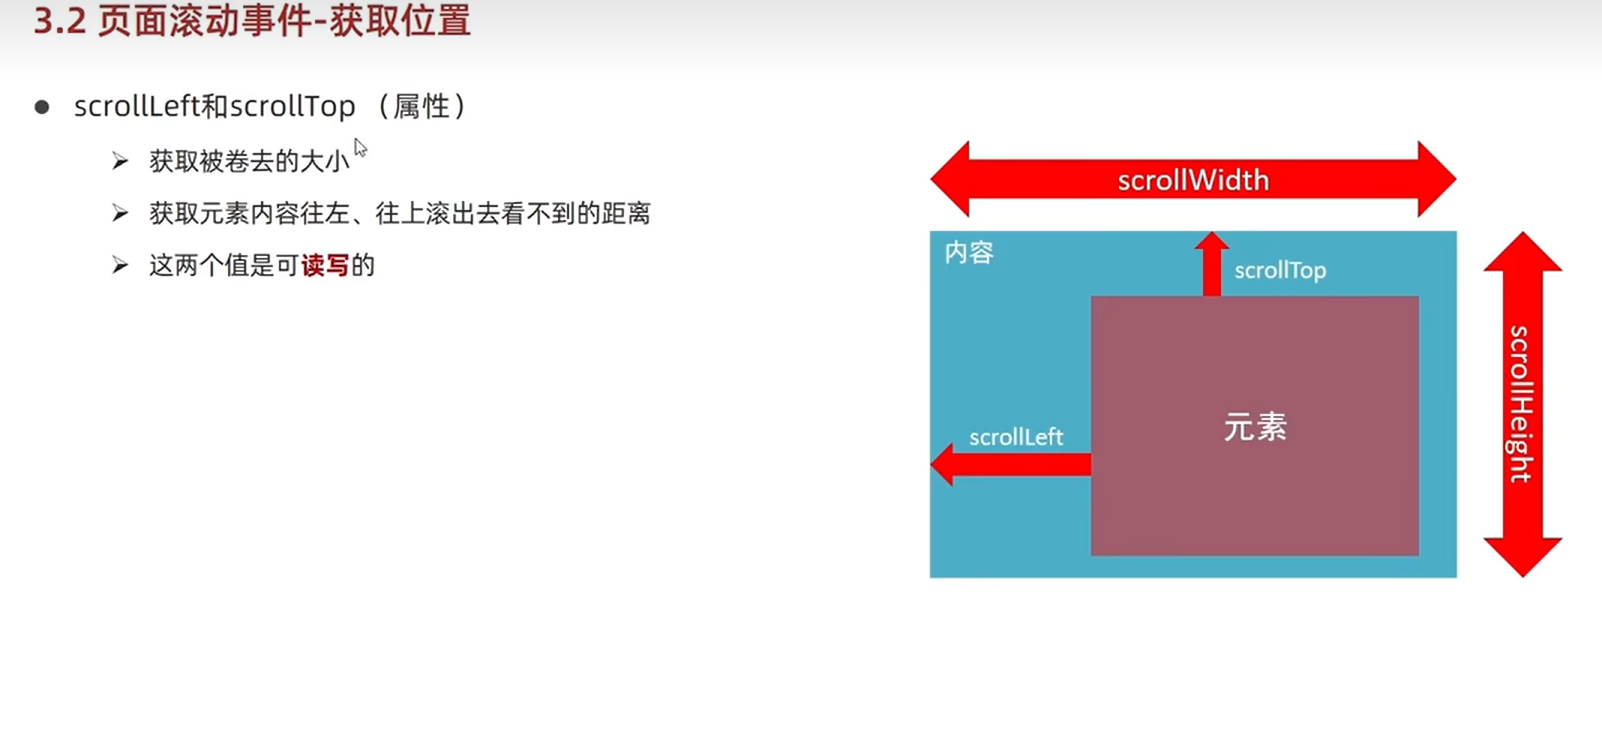 3.2 页面滚动事件-获取位置
scrollLeft和scrollTop （属性）
获取被卷去的大小
获取元素内容往左、往上滚出去看不到的距离
这两个值是可读写的
scrollWidth
内容
scrollTop
scrollLeft
元素
scrollHeight